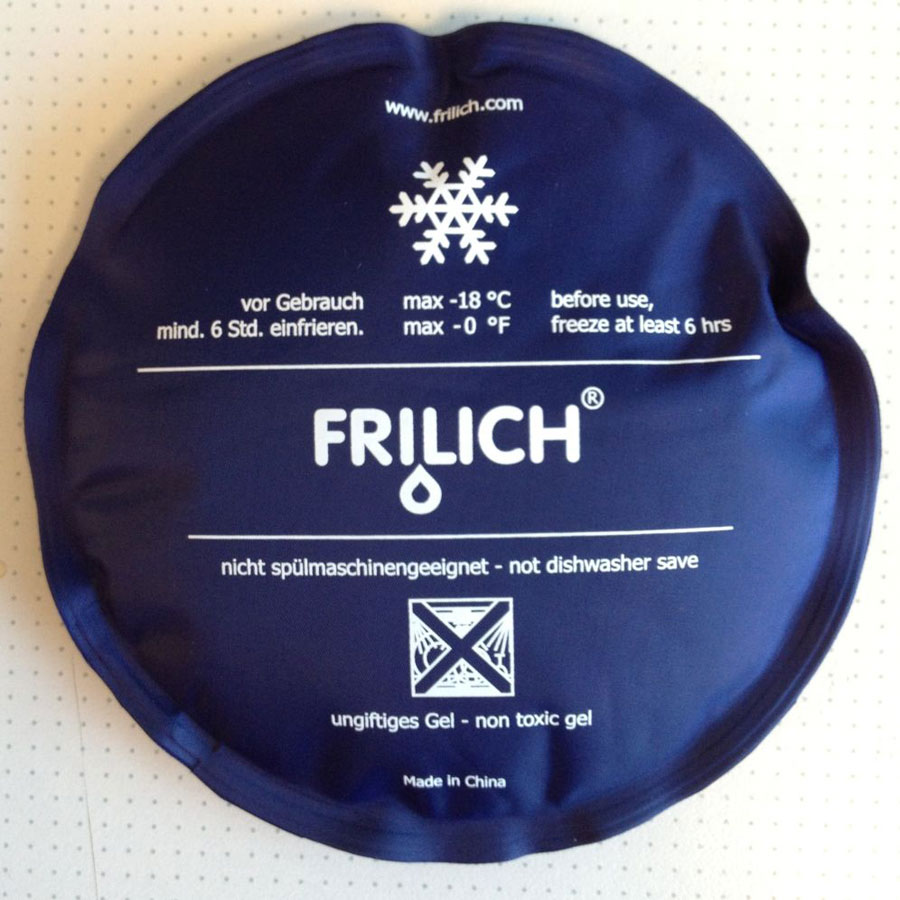 www.frilich.com
vor Gebrauch max -18 °C before use,
mind. 6 Std. einfrieren. max -0 °F freeze at least 6 hrs
FRILICH®
nicht spülmaschinengeeignet - not dishwasher save
ungiftiges Gel - non toxic gel
Made in China